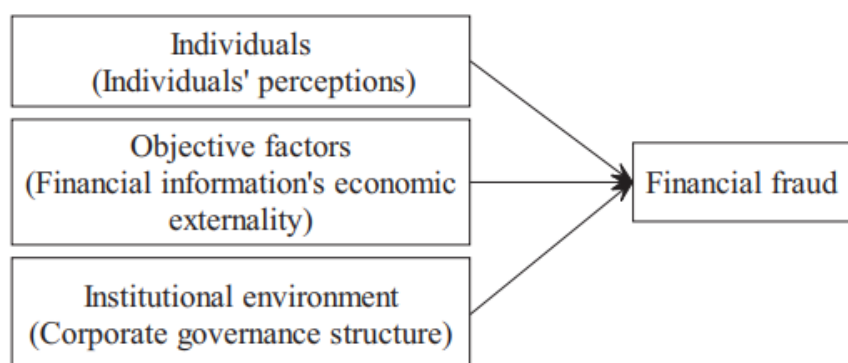 Individuals
(Individuals' perceptions)
Objective factors
(Financial information's economic
externality)
Financial fraud
Institutional environment
(Corporate governance structure)